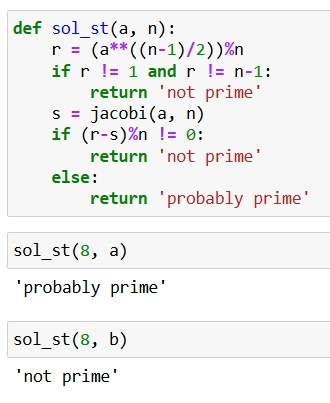 def sol_st(a, n):
    r = (a**((n-1)/2))%n
    if r != 1 and r != n-1:
        return 'not prime'
    s = jacobi(a, n)
    if (r-s)%n != 0:
        return 'not prime'
    else:
        return 'probably prime'
sol_st(8, a)
'probably prime'
sol_st(8, b)
'not prime'